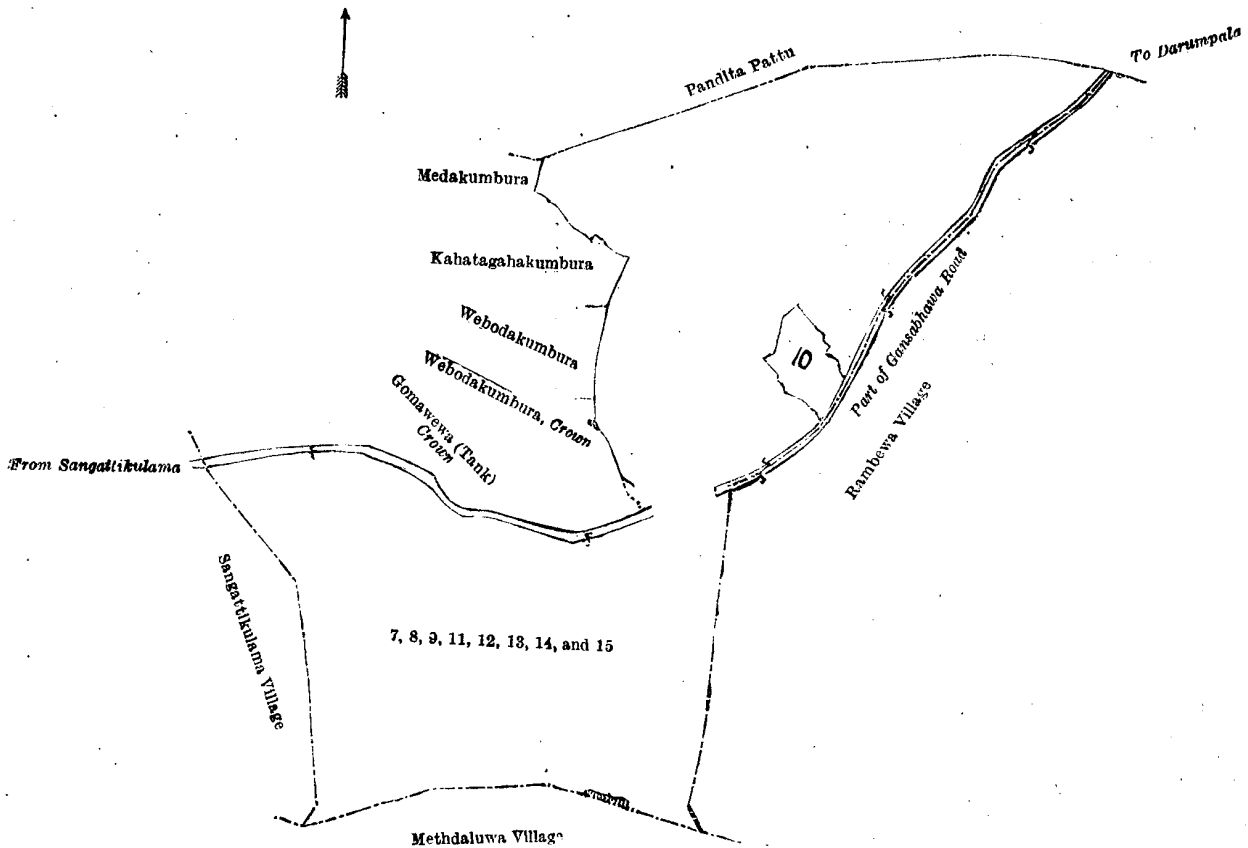 To Darumpala
Pandita Pattu
Medakumbura
Kahatagahakumbura
Webodakumbura
Webodakumbura, Crown
Gomawewa (Tank)
Crown
10
Part of Gansabhawa Road
Rambewa Village
From Sangattikulama
Sangattikulama Village
7, 8, 9, 11, 12, 13, 14, and 15
Methdaluwa Village